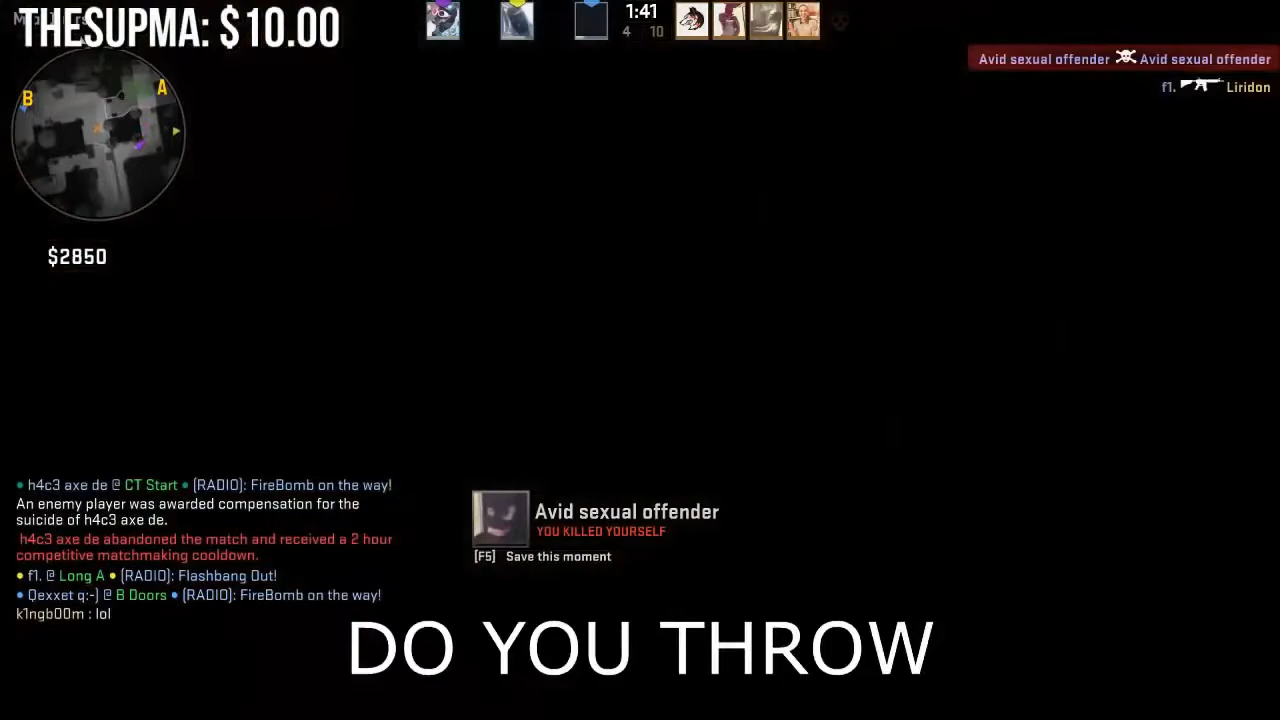 THESUPMA: $10.00
1:41
4 10
Avid sexual offender Avid sexual offender
f1. Liridon
B
A
$2850
• h4c3 axe de @ CT Start • (RADIO): FireBomb on the way!
An enemy player was awarded compensation for the
suicide of h4c3 axe de.
h4c3 axe de abandoned the match and received a 2 hour
competitive matchmaking cooldown.
• f1. @ Long A • (RADIO): Flashbang Out!
• Qexxet q:-) @ B Doors • (RADIO): FireBomb on the way!
k1ngb00m : lol
Avid sexual offender
YOU KILLED YOURSELF
[F5] Save this moment
DO YOU THROW